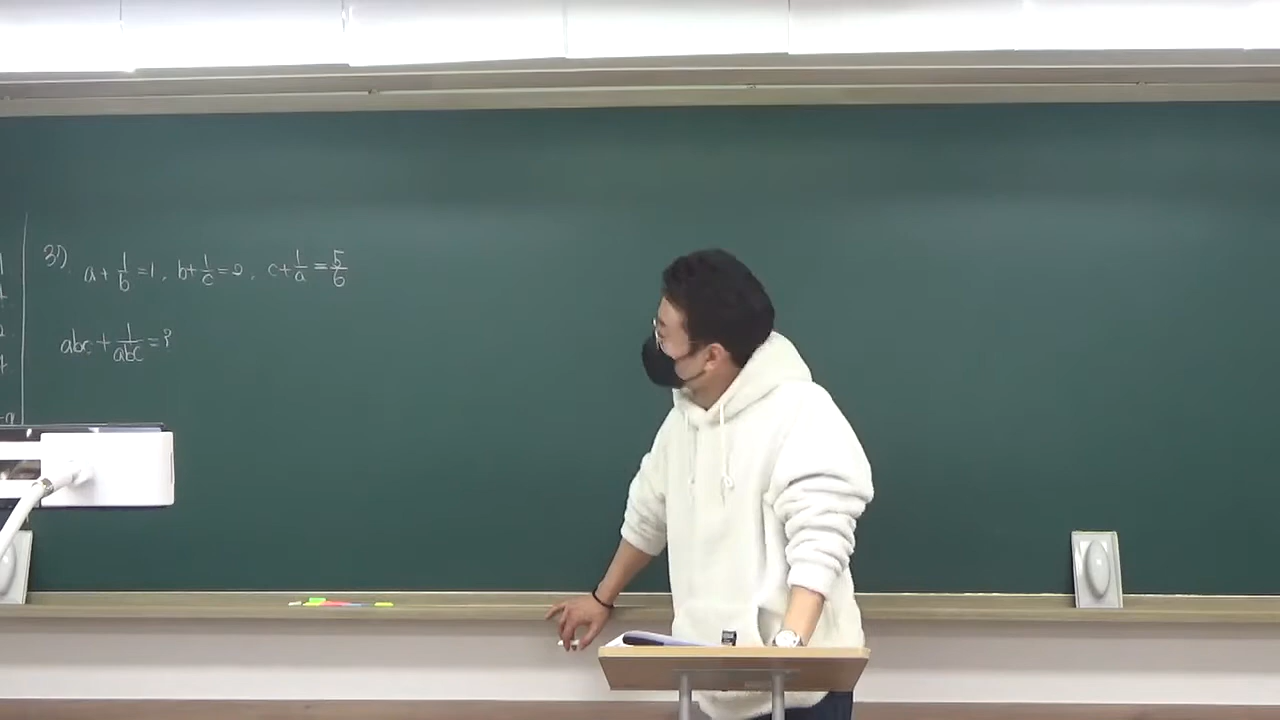 3) a + 1/b = 1, b + 1/c = 2, c + 1/a = 5/6
abc + 1/abc = ?